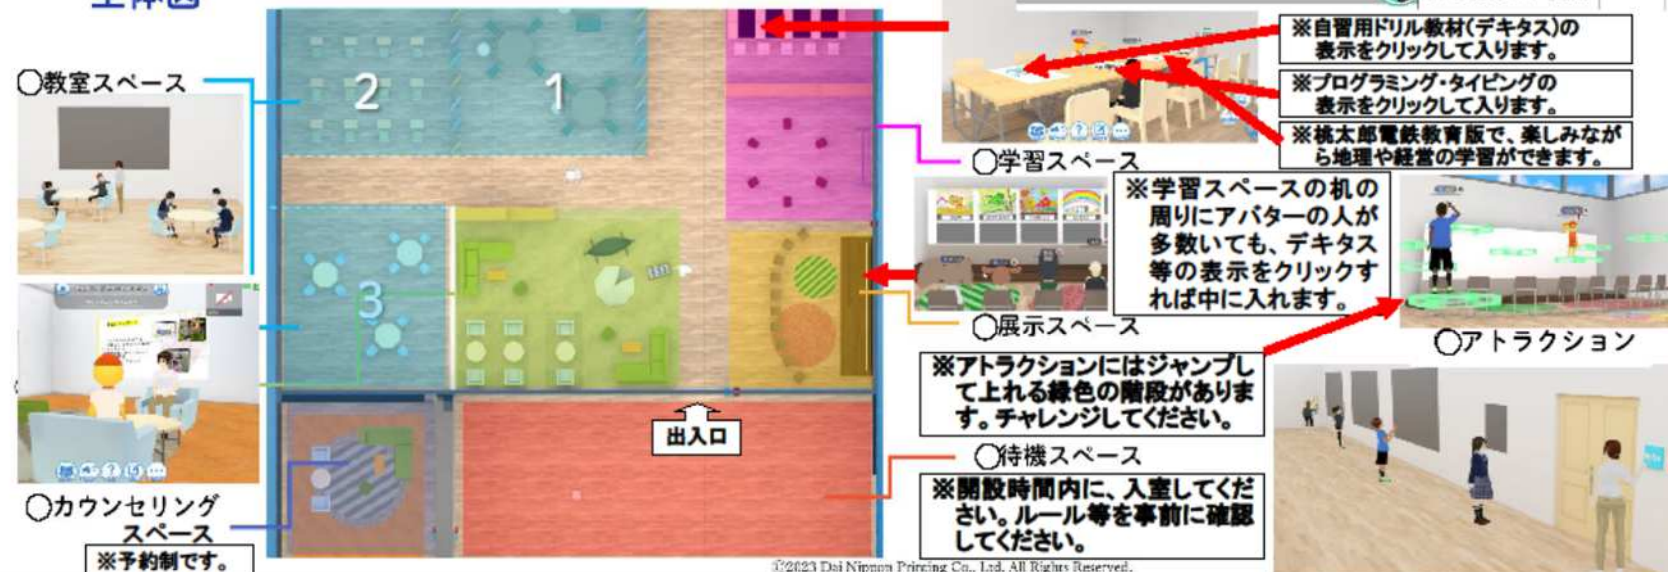 全体図
○教室スペース
2
1
3
○カウンセリング
スペース
※予約制です。
出入口
※自習用ドリル教材(デキタス)の
表示をクリックして入ります。
※プログラミング・タイピングの
表示をクリックして入ります。
※桃太郎電鉄教育版で、楽しみなが
ら地理や経営の学習ができます。
○学習スペース
※学習スペースの机の
周りにアバターの人が
多数いても、デキタス
等の表示をクリックす
れば中に入れます。
○展示スペース
○アトラクション
※アトラクションにはジャンプし
て上れる緑色の階段がありま
す。チャレンジしてください。
○待機スペース
※開設時間内に、入室してくだ
さい。ルール等を事前に確認
してください。
©2023 Dai Nippon Printing Co., Ltd. All Rights Reserved.